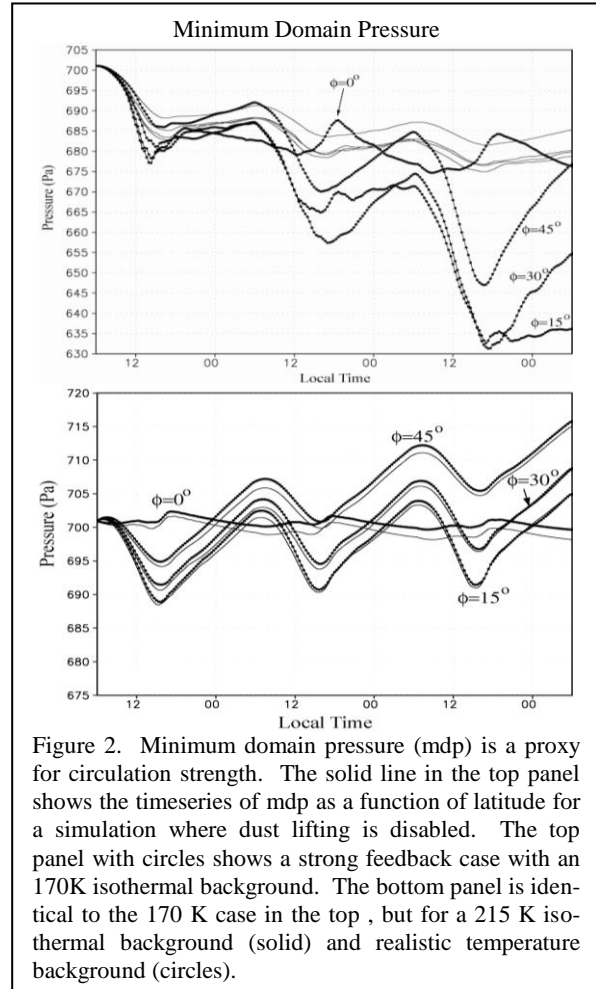 Minimum Domain Pressure
705
700
695
690
685
680
675
670
665
660
655
650
645
640
635
630
Pressure (Pa)
ϕ=0°
ϕ=45°
ϕ=30°
ϕ=15°
12 00 12 00 12 00
Local Time
720
715
710
705
700
695
690
685
680
675
Pressure (Pa)
ϕ=45°
ϕ=0°
ϕ=30°
ϕ=15°
12 00 12 00 12 00
Local Time
Figure 2. Minimum domain pressure (mdp) is a proxy
for circulation strength. The solid line in the top panel
shows the timeseries of mdp as a function of latitude for
a simulation where dust lifting is disabled. The top
panel with circles shows a strong feedback case with an
170K isothermal background. The bottom panel is iden-
tical to the 170 K case in the top , but for a 215 K iso-
thermal background (solid) and realistic temperature
background (circles).